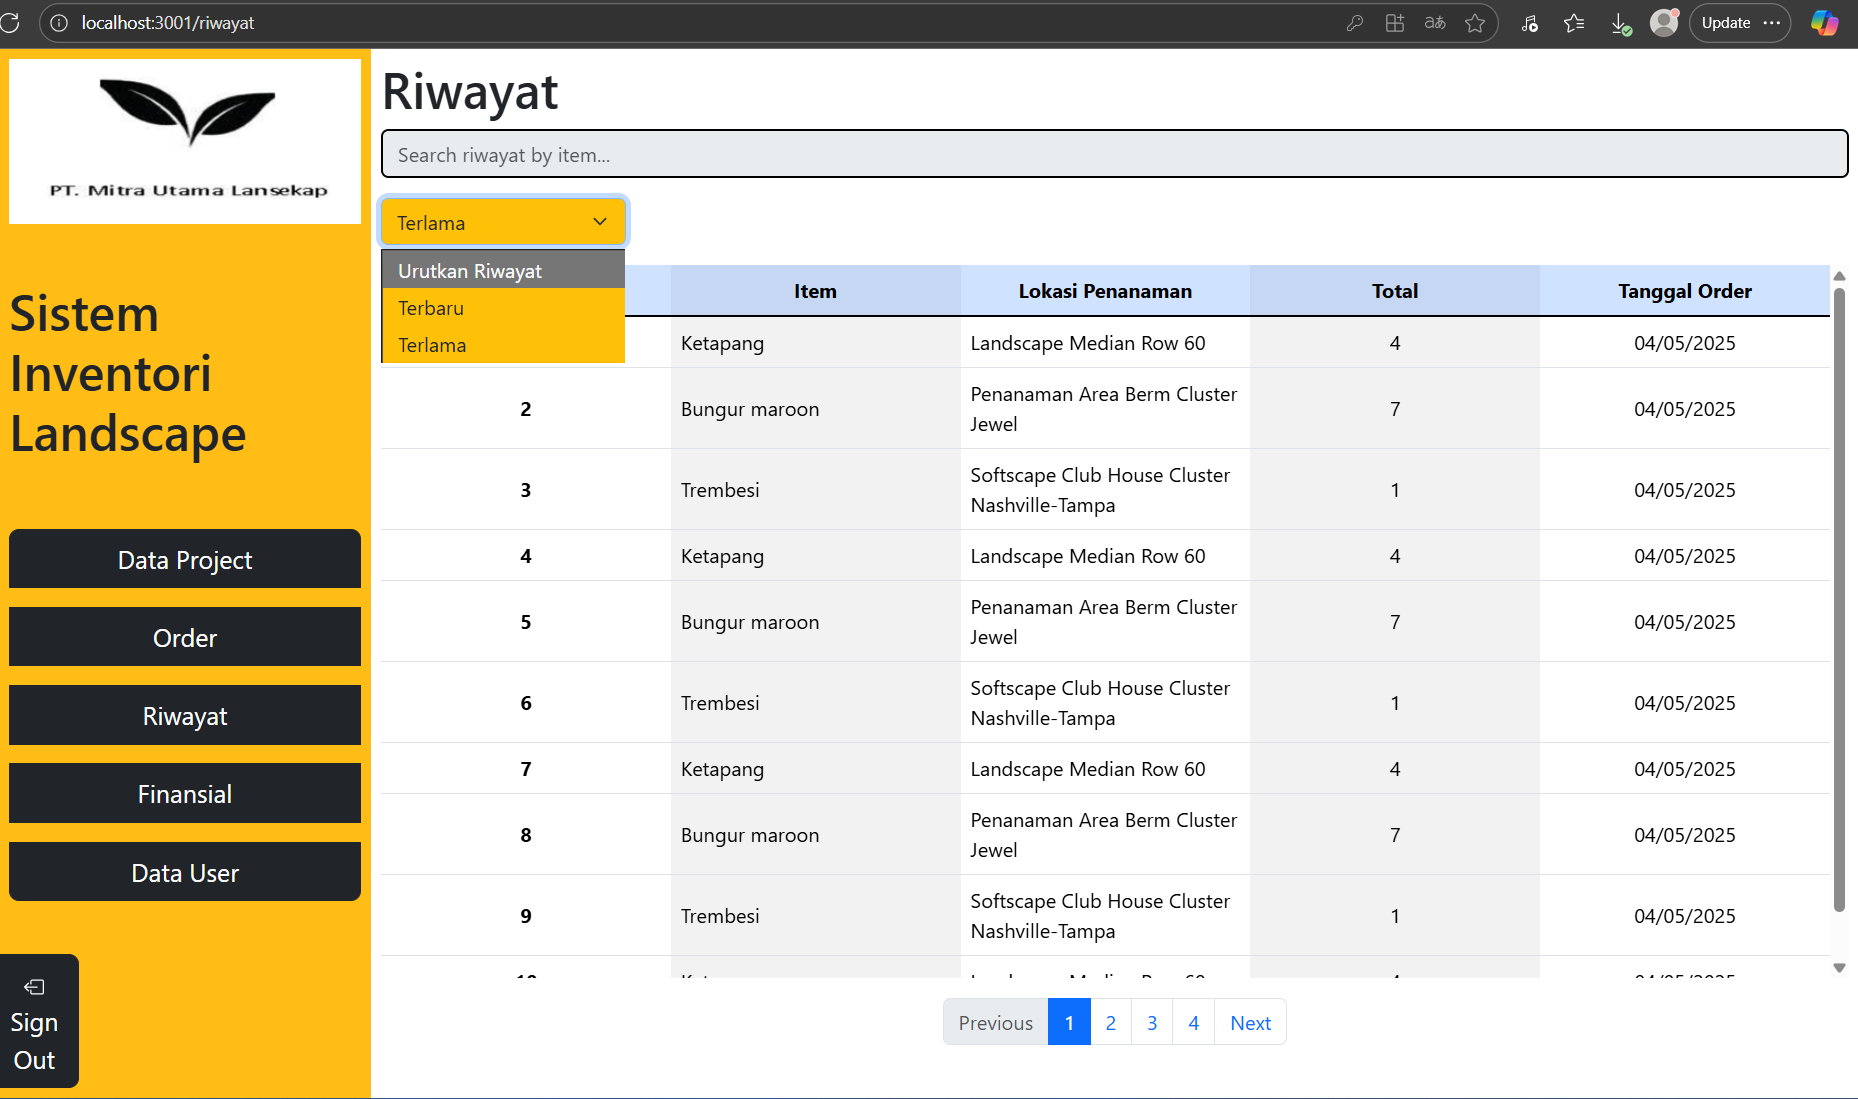 localhost:3001/riwayat
Update
PT. Mitra Utama Lansekap
Sistem
Inventori
Landscape
Data Project
Order
Riwayat
Finansial
Data User
Sign
Out
Riwayat
Search riwayat by item...
Terlama
Urutkan Riwayat
Terbaru
Terlama
Item Lokasi Penanaman Total Tanggal Order
Ketapang Landscape Median Row 60 4 04/05/2025
2 Bungur maroon Penanaman Area Berm Cluster 7 04/05/2025
Jewel
3 Trembesi Softscape Club House Cluster 1 04/05/2025
Nashville-Tampa
4 Ketapang Landscape Median Row 60 4 04/05/2025
5 Bungur maroon Penanaman Area Berm Cluster 7 04/05/2025
Jewel
6 Trembesi Softscape Club House Cluster 1 04/05/2025
Nashville-Tampa
7 Ketapang Landscape Median Row 60 4 04/05/2025
8 Bungur maroon Penanaman Area Berm Cluster 7 04/05/2025
Jewel
9 Trembesi Softscape Club House Cluster 1 04/05/2025
Nashville-Tampa
Previous 1 2 3 4 Next